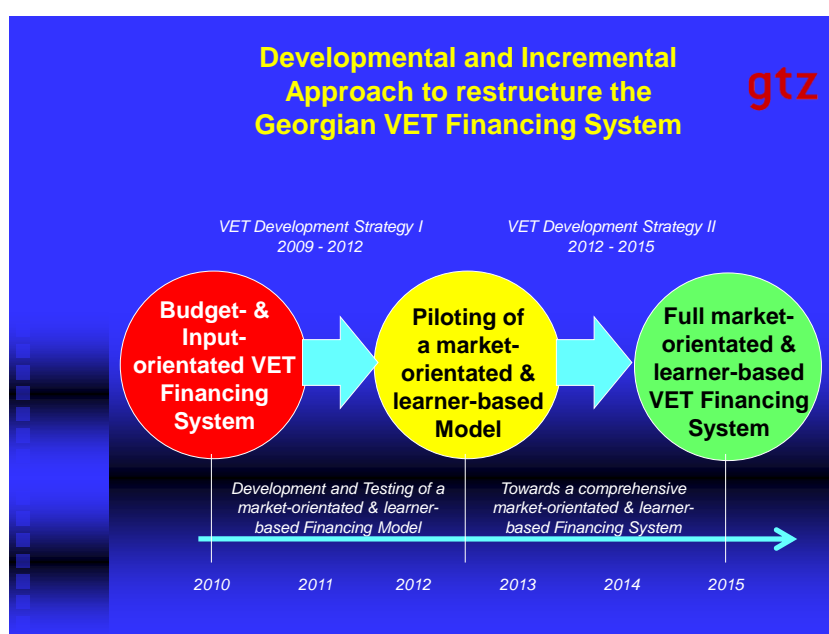 Developmental and Incremental
Approach to restructure the
Georgian VET Financing System
gtz
VET Development Strategy I
2009 - 2012
VET Development Strategy II
2012 - 2015
Budget- &
Input-
orientated VET
Financing
System
Piloting of
a market-
orientated &
learner-based
Model
Full market-
orientated &
learner-based
VET Financing
System
Development and Testing of a
market-orientated & learner-
based Financing Model
Towards a comprehensive
market-orientated & learner-
based Financing System
2010 2011 2012 2013 2014 2015